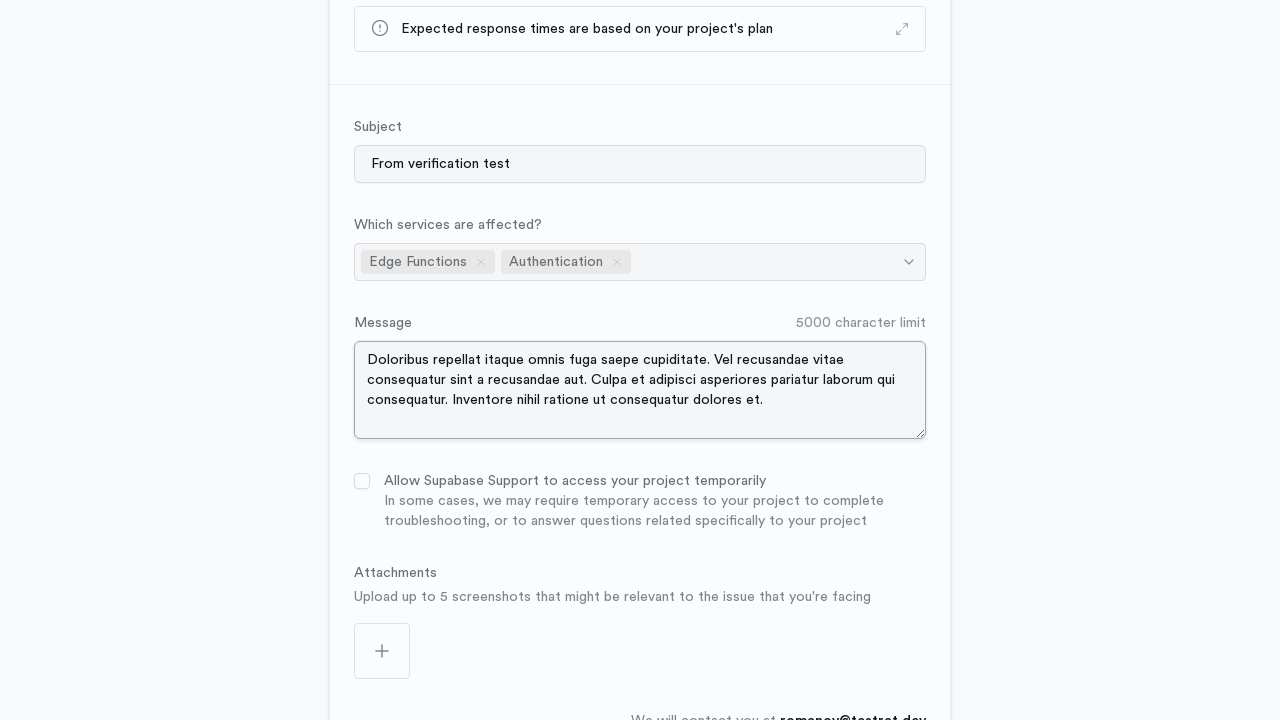 Expected response times are based on your project's plan
Subject
From verification test
Which services are affected?
Edge Functions Authentication
Message 5000 character limit
Doloribus repellat itaque omnis fuga saepe cupiditate. Vel recusandae vitae
consequatur sint a recusandae aut. Culpa et adipisci asperiores pariatur laborum qui
consequatur. Inventore nihil ratione ut consequatur dolores et.
Allow Supabase Support to access your project temporarily
In some cases, we may require temporary access to your project to complete
troubleshooting, or to answer questions related specifically to your project
Attachments
Upload up to 5 screenshots that might be relevant to the issue that you're facing
We will contact you at